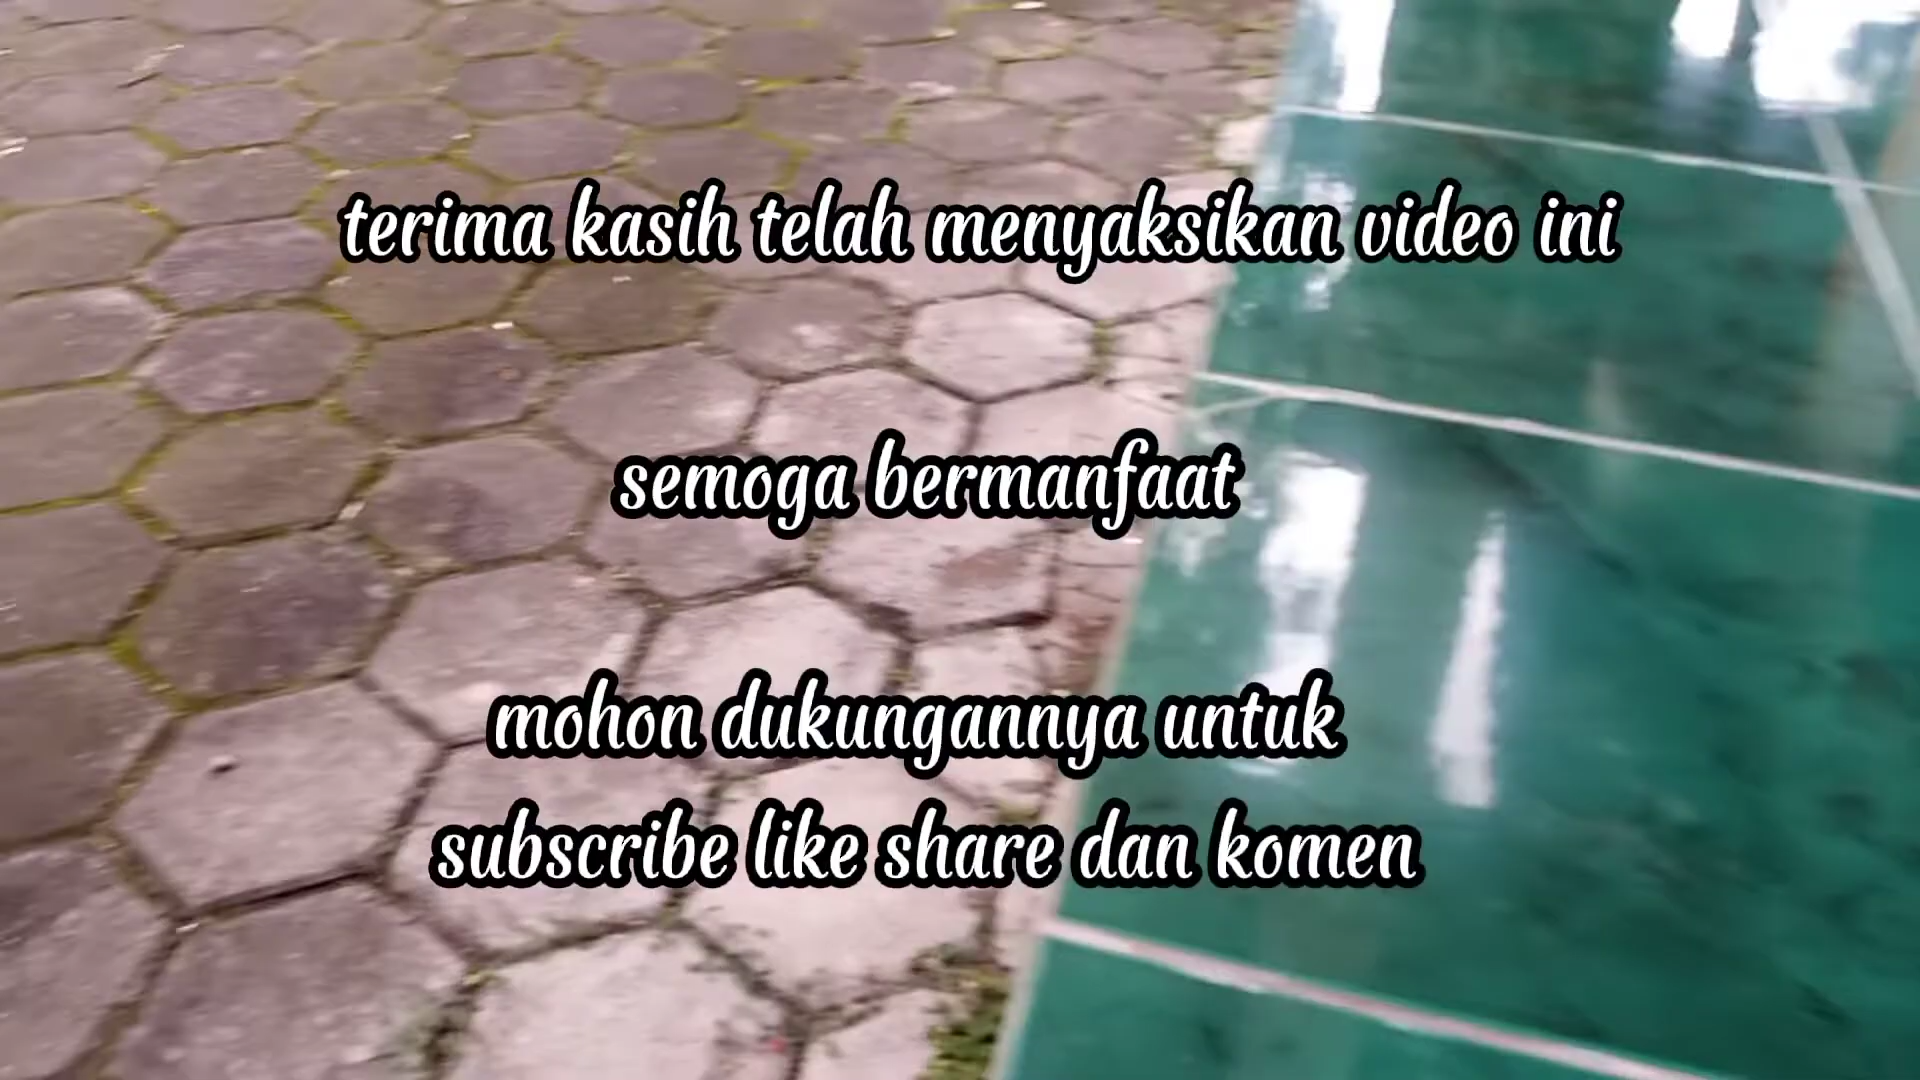 terima kasih telah menyaksikan video ini
semoga bermanfaat
mohon dukungannya untuk
subscribe like share dan komen